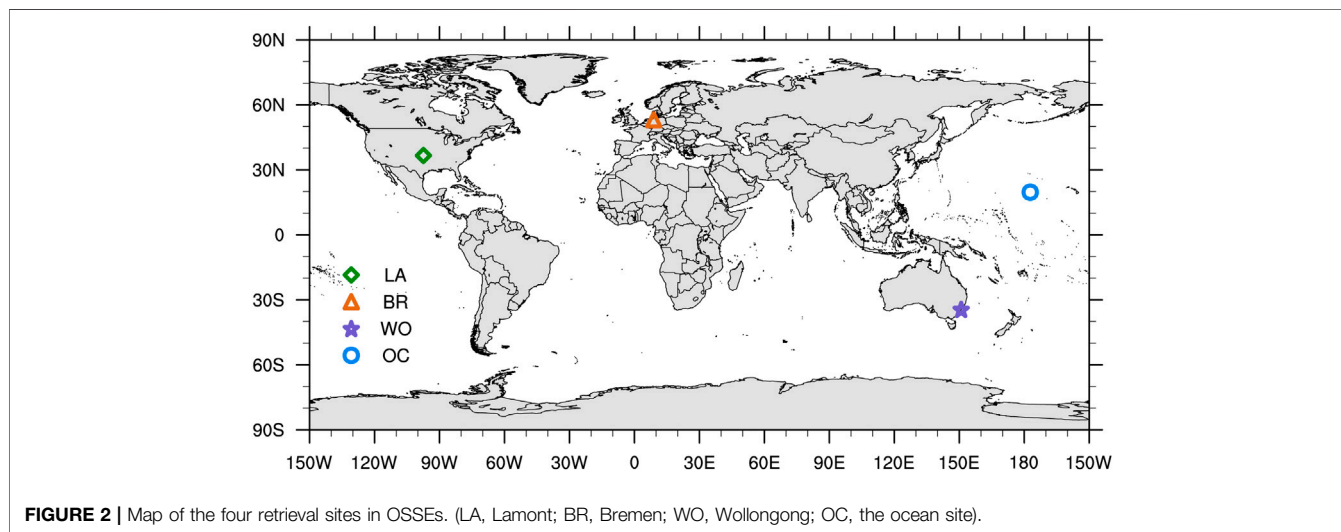 90N
60N
30N
0
30S
60S
90S
LA
BR
WO
OC
150W 120W 90W 60W 30W 0 30E 60E 90E 120E 150E 180 150W
FIGURE 2 | Map of the four retrieval sites in OSSEs. (LA, Lamont; BR, Bremen; WO, Wollongong; OC, the ocean site).